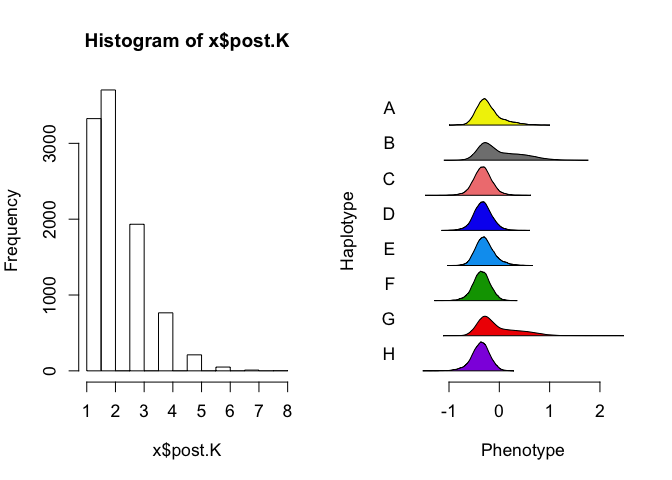 Histogram of x$post.K
Frequency
0
1000
2000
3000
1 2 3 4 5 6 7 8
x$post.K
Haplotype
A
B
C
D
E
F
G
H
-1 0 1 2
Phenotype